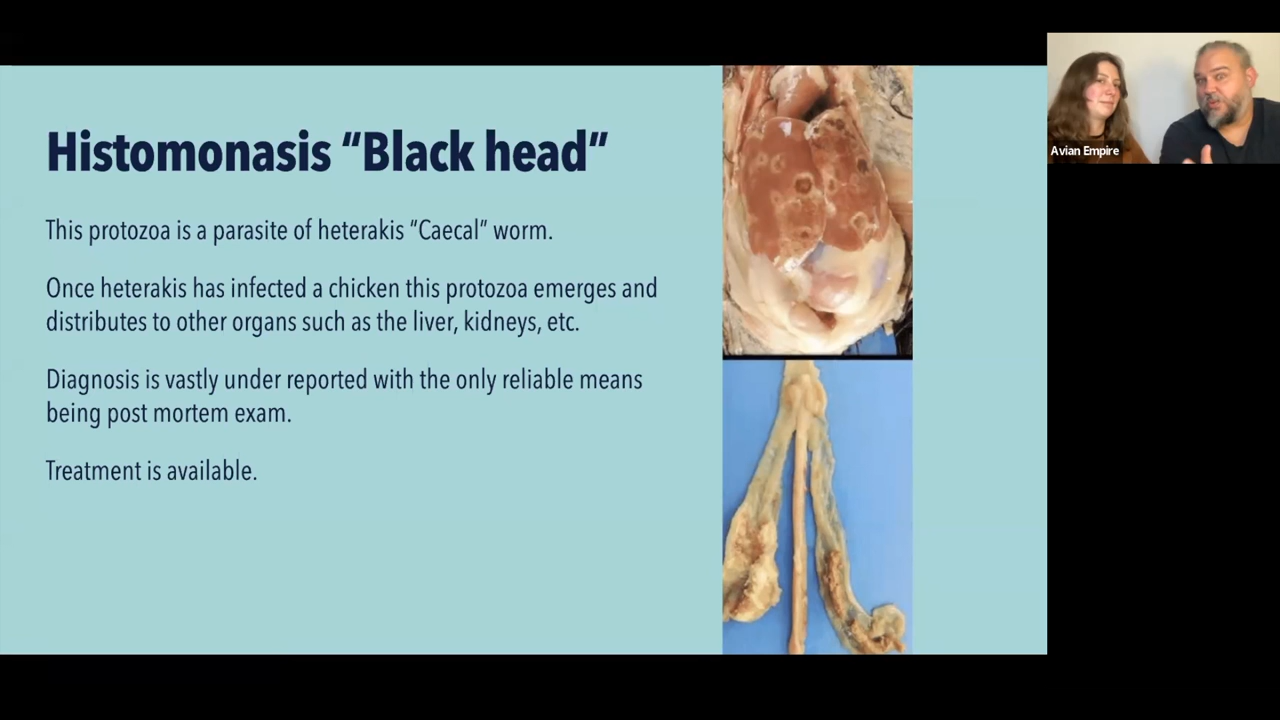 Histomonasis “Black head”
This protozoa is a parasite of heterakis “Caecal” worm.
Once heterakis has infected a chicken this protozoa emerges and
distributes to other organs such as the liver, kidneys, etc.
Diagnosis is vastly under reported with the only reliable means
being post mortem exam.
Treatment is available.
Avian Empire